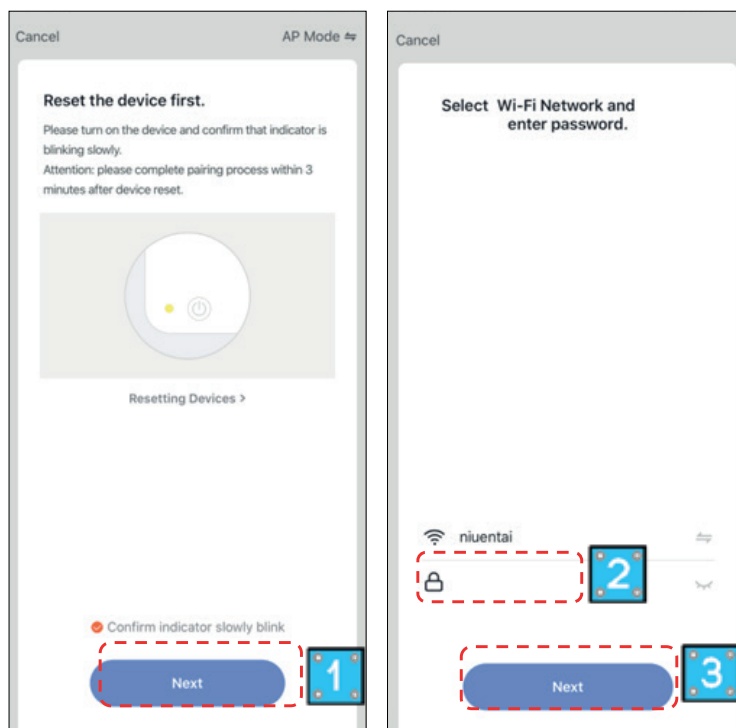 Cancel
AP Mode ⇋
Reset the device first.
Please turn on the device and confirm that indicator is
blinking slowly.
Attention: please complete pairing process within 3
minutes after device reset.
Resetting Devices >
Confirm indicator slowly blink
Next
1
Cancel
Select Wi-Fi Network and
enter password.
niuentai
2
Next
3